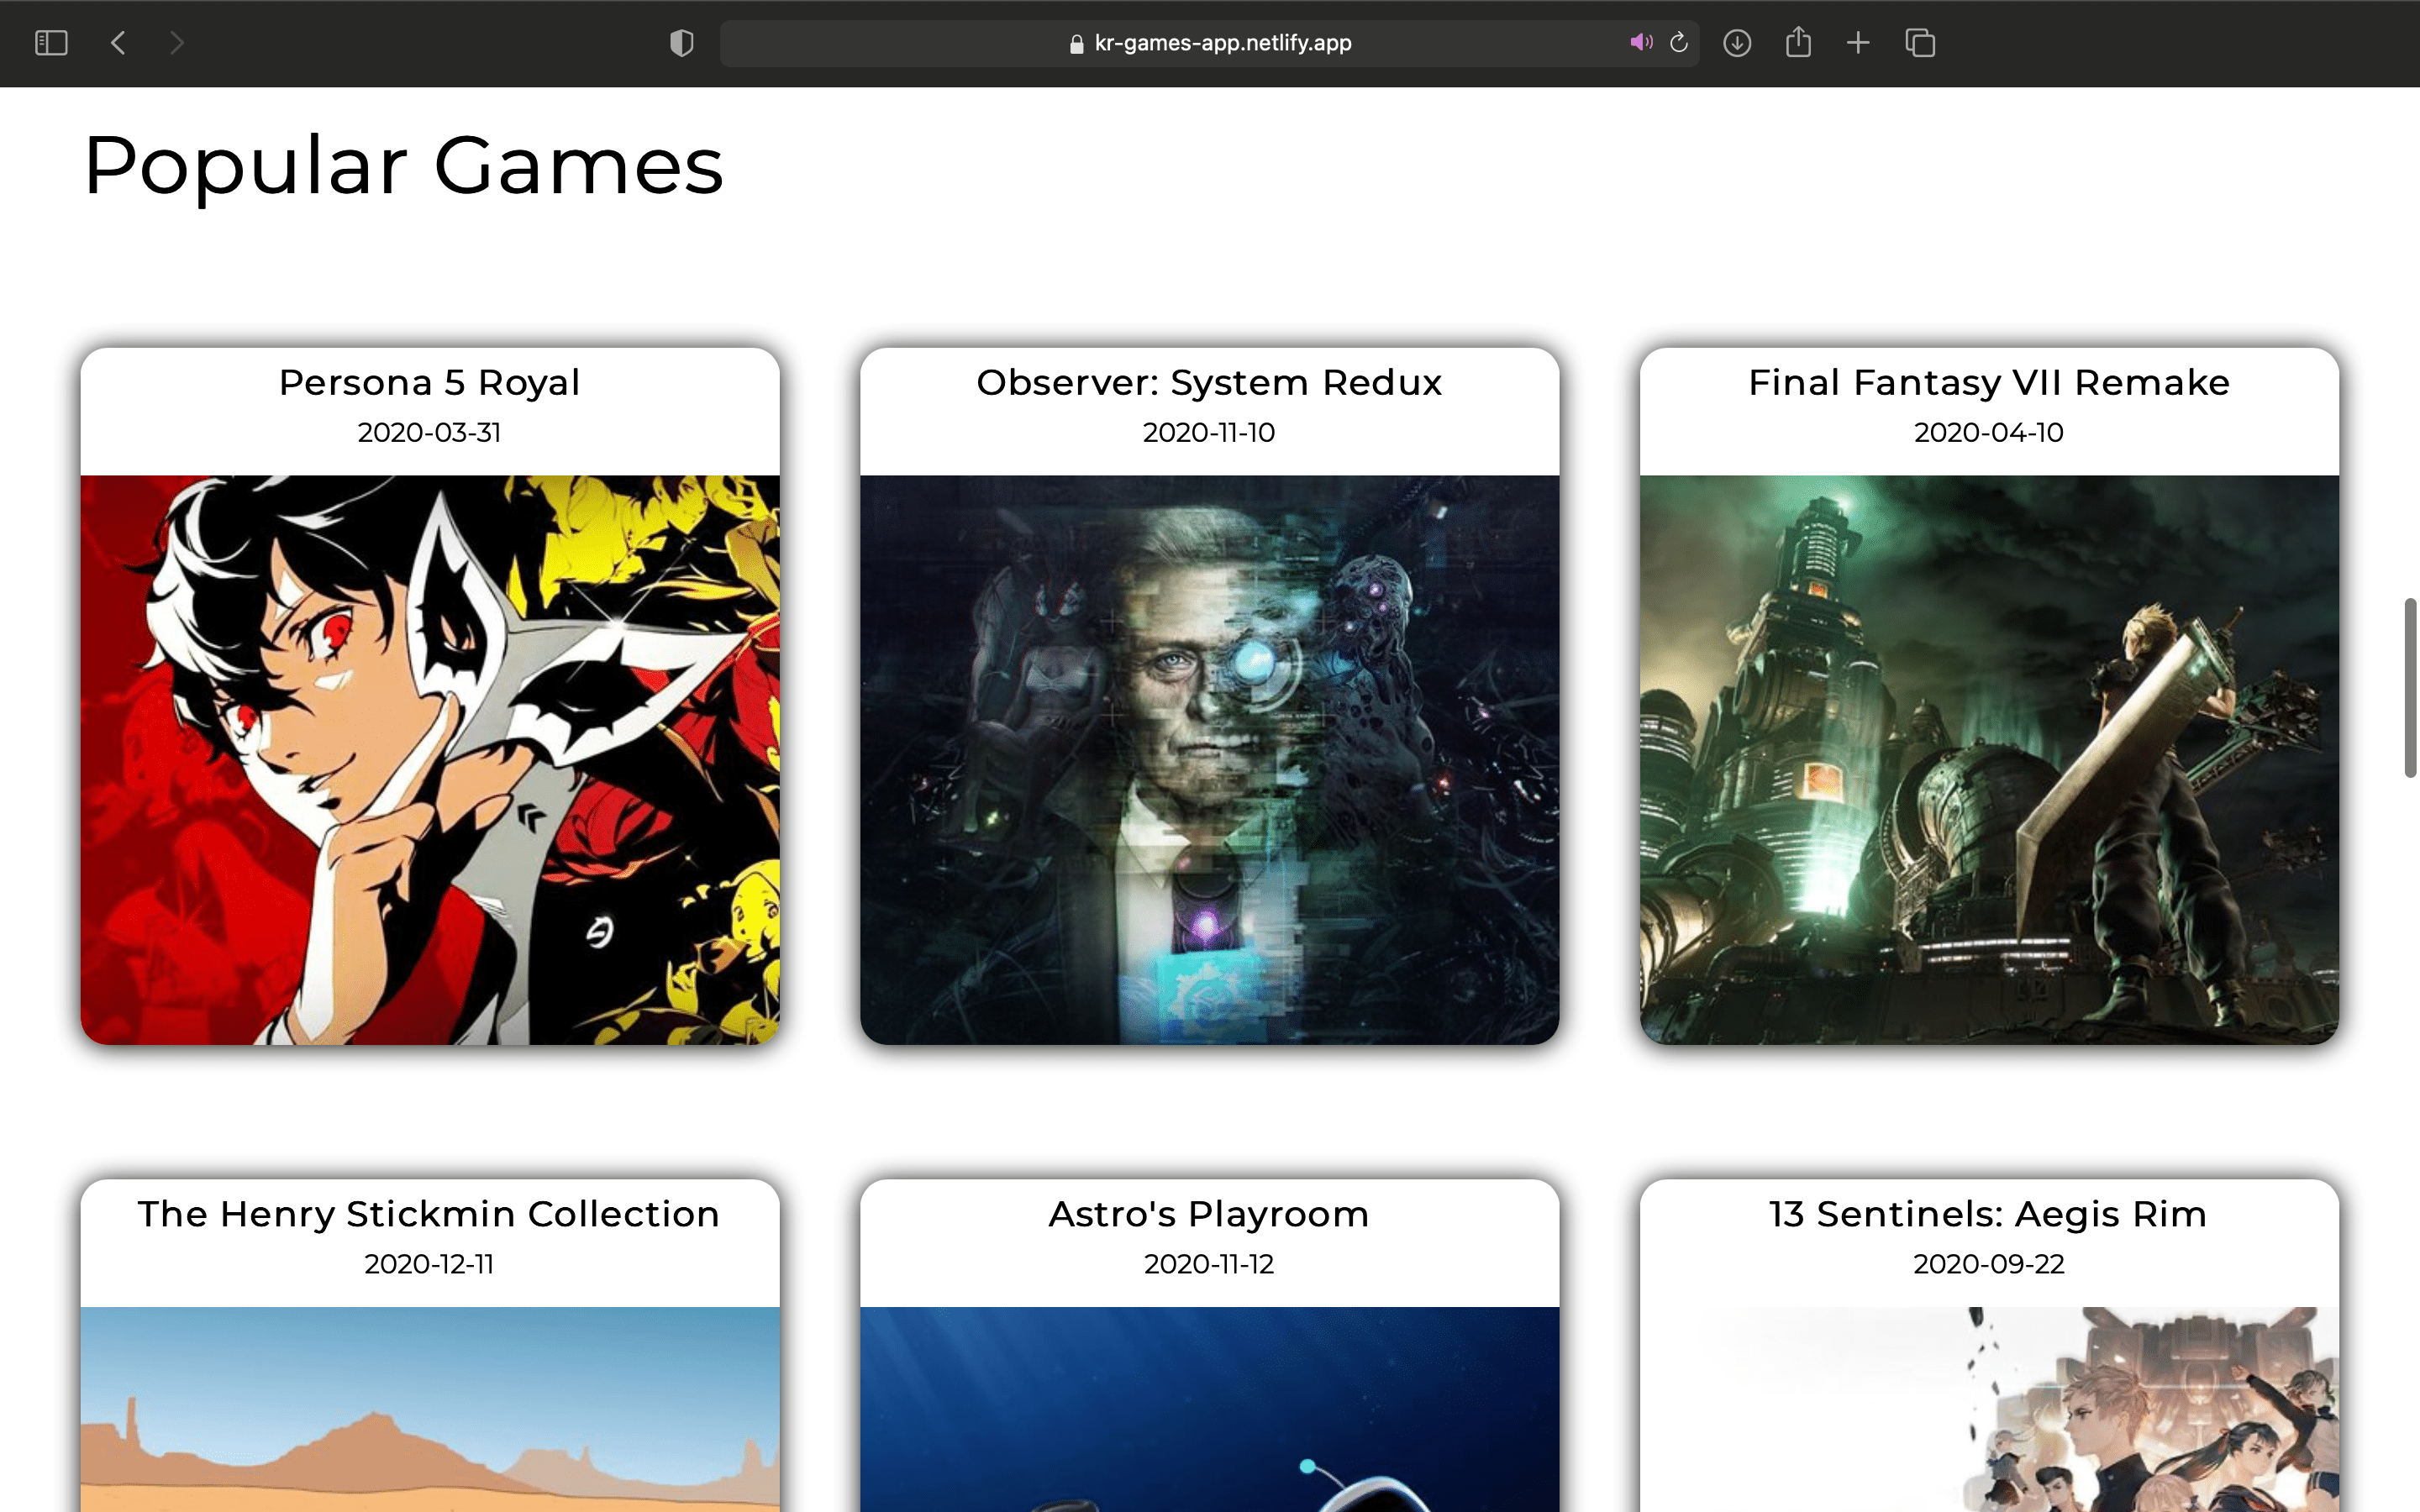 kr-games-app.netlify.app
Popular Games
Persona 5 Royal
2020-03-31
Observer: System Redux
2020-11-10
Final Fantasy VII Remake
2020-04-10
The Henry Stickmin Collection
2020-12-11
Astro's Playroom
2020-11-12
13 Sentinels: Aegis Rim
2020-09-22